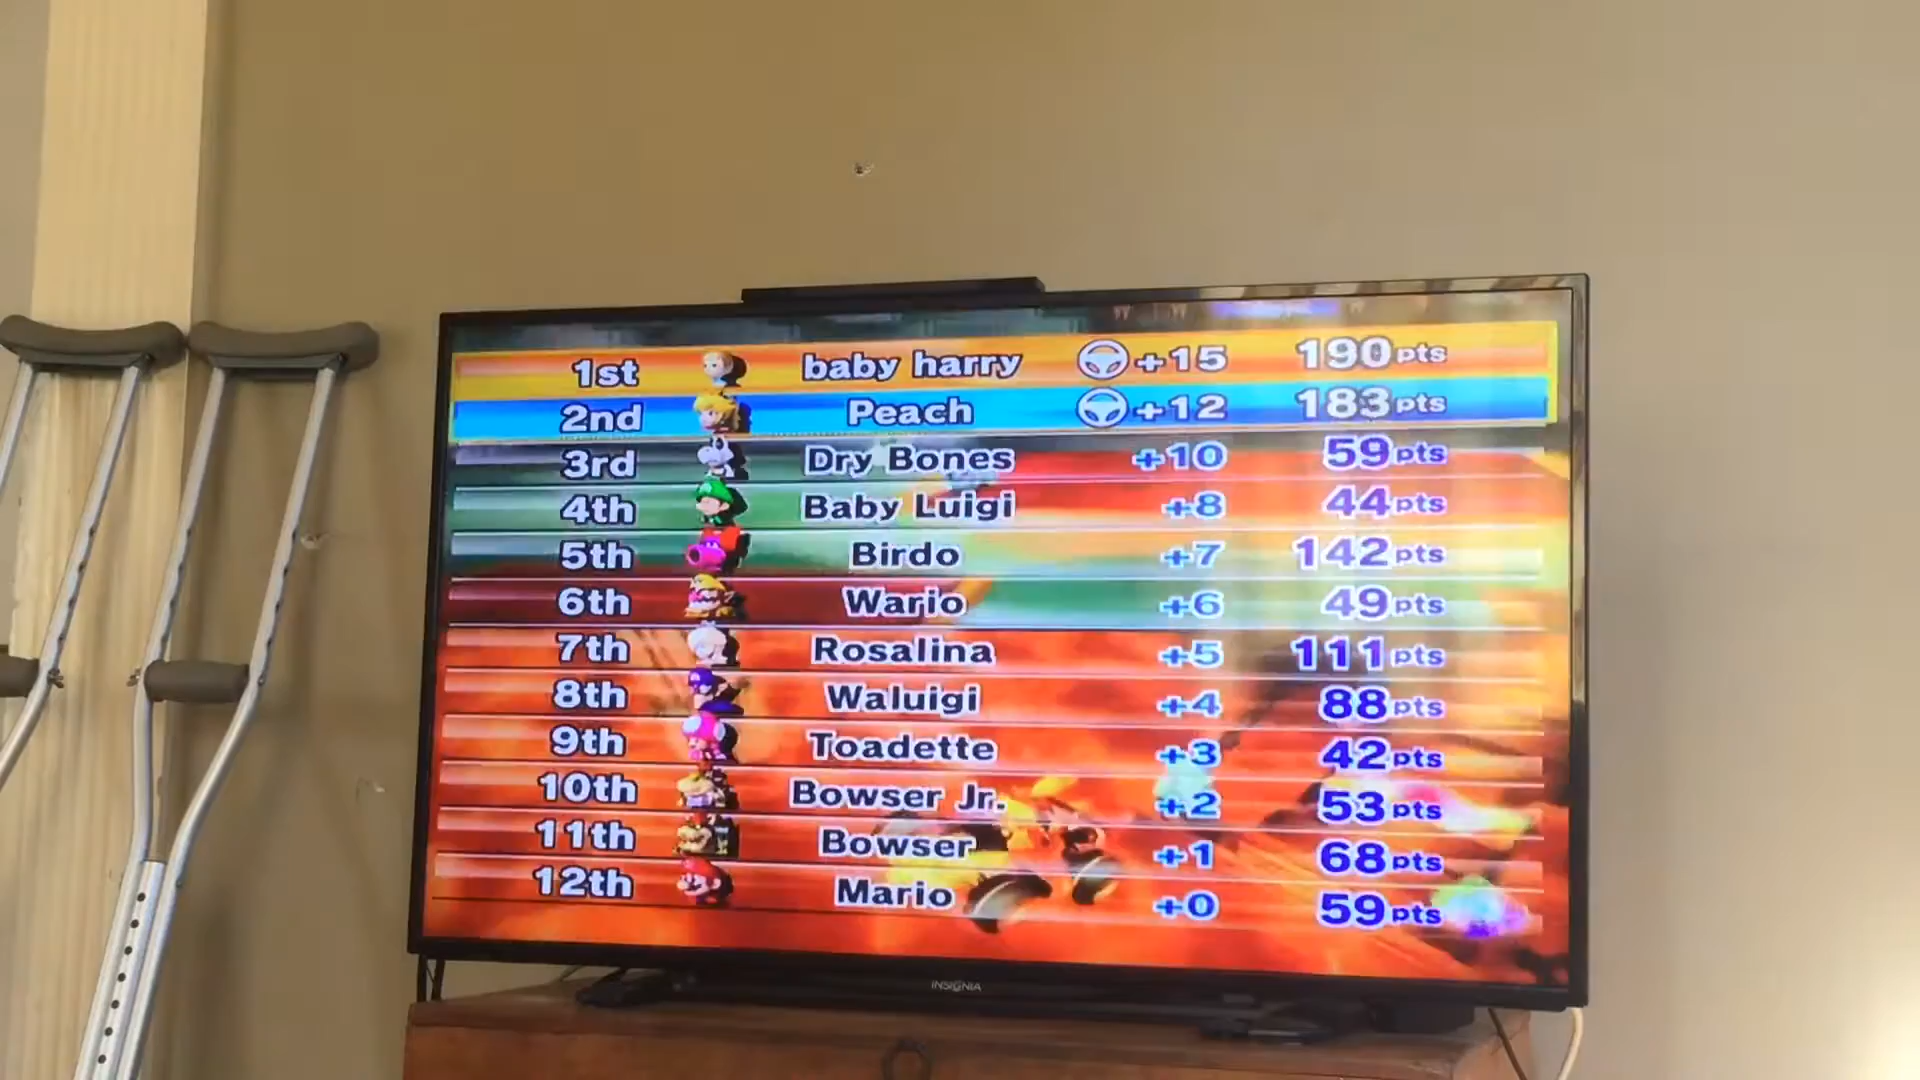 1st baby harry +15 190pts
2nd Peach +12 183pts
3rd Dry Bones +10 59pts
4th Baby Luigi +8 44pts
5th Birdo +7 142pts
6th Wario +6 49pts
7th Rosalina +5 111pts
8th Waluigi +4 88pts
9th Toadette +3 42pts
10th Bowser Jr. +2 53pts
11th Bowser +1 68pts
12th Mario +0 59pts
INSIGNIA